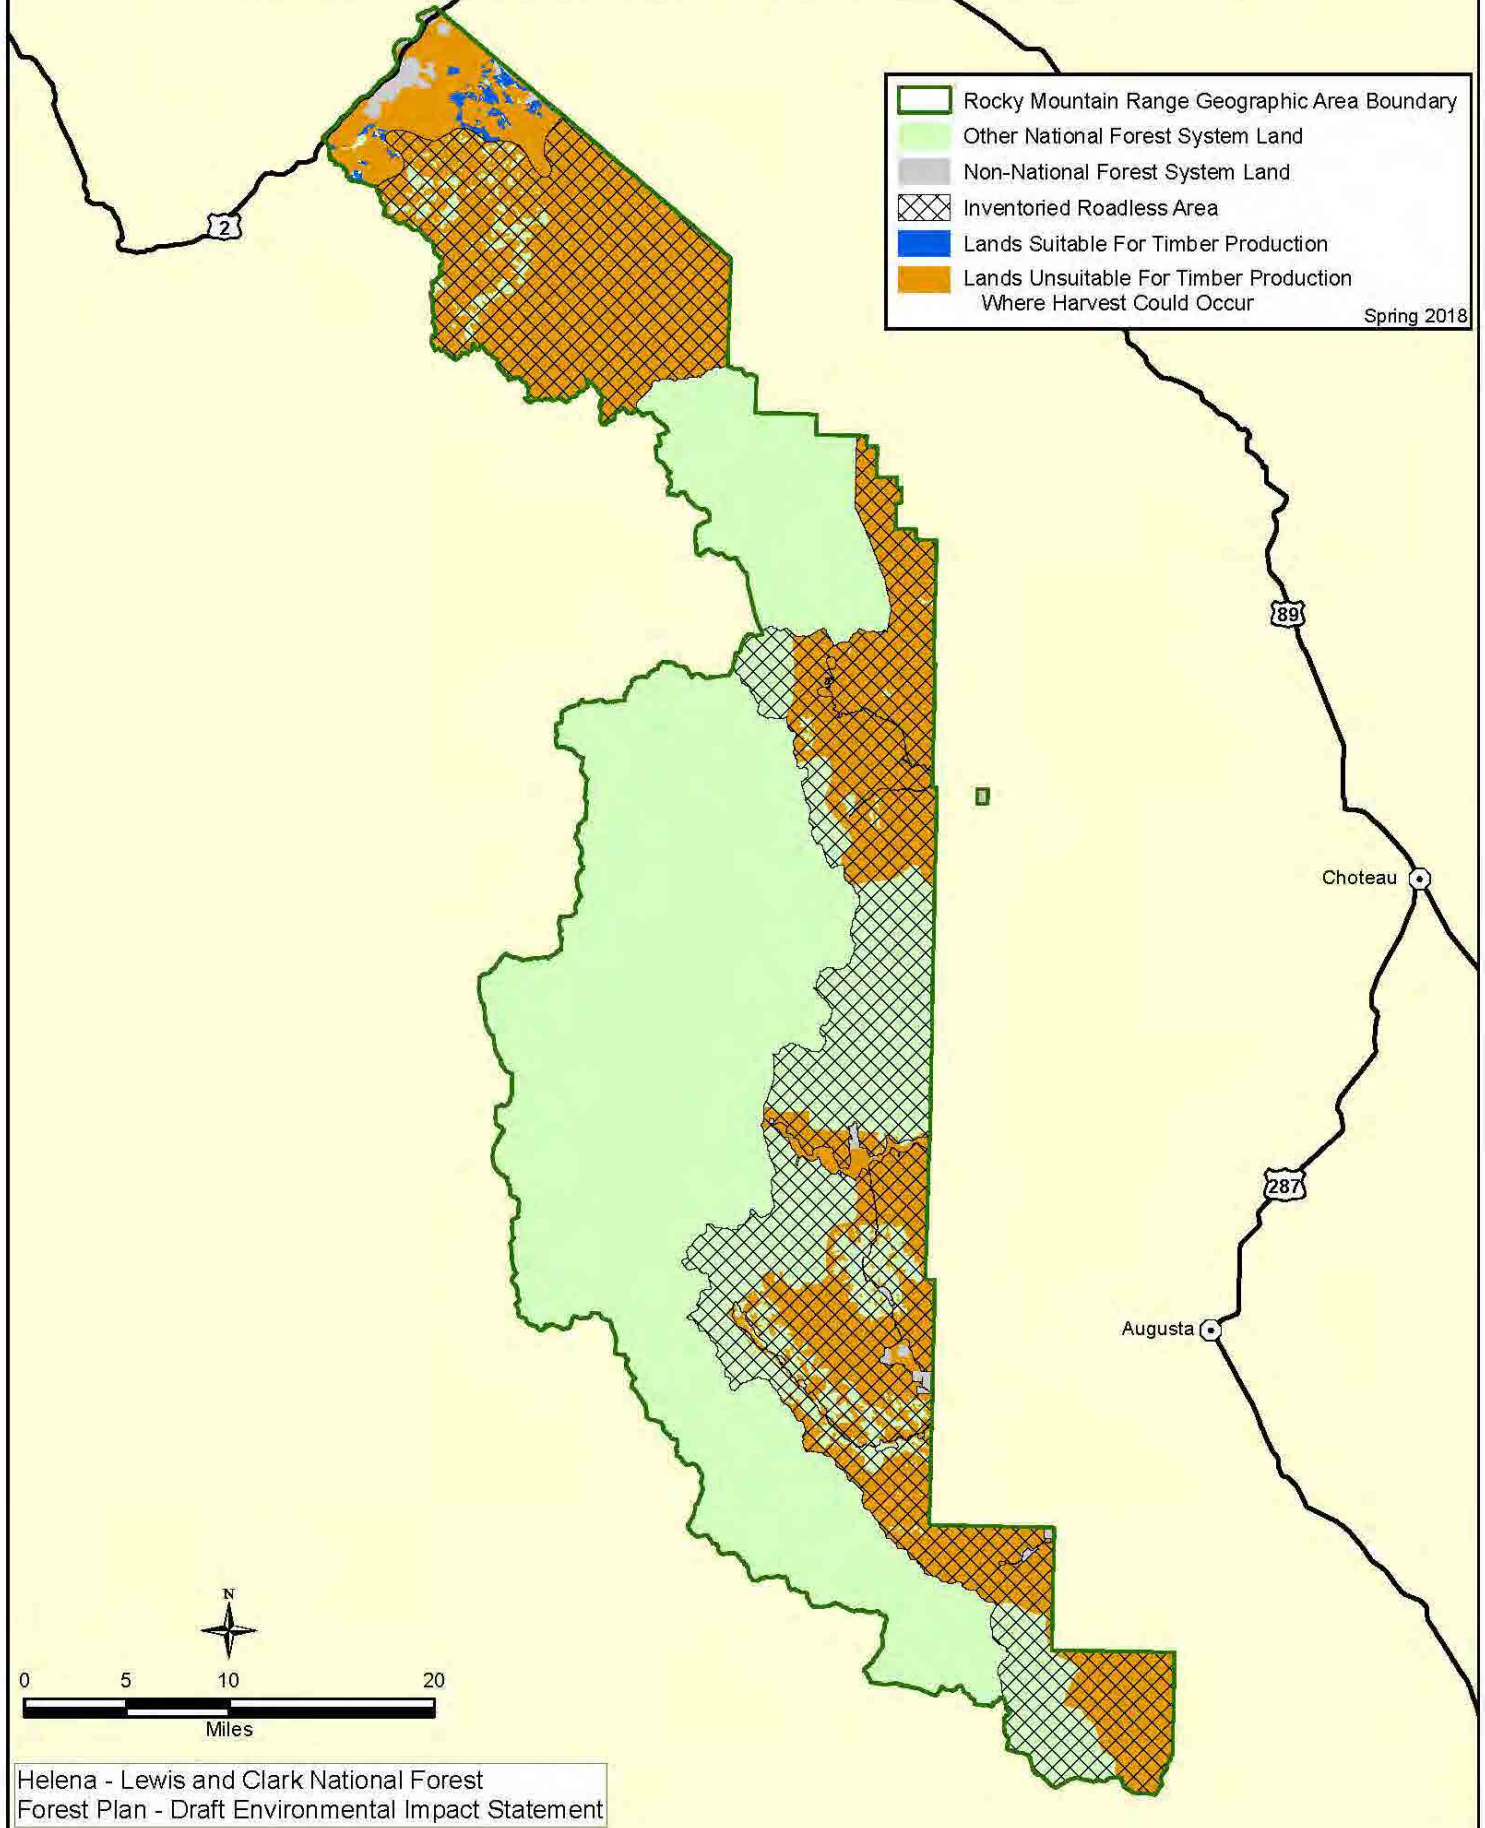 Rocky Mountain Range Geographic Area Boundary
Other National Forest System Land
Non-National Forest System Land
Inventoried Roadless Area
Lands Suitable For Timber Production
Lands Unsuitable For Timber Production
Where Harvest Could Occur
Spring 2018
2
89
Choteau
287
Augusta
N
0 5 10 20
Miles
Helena - Lewis and Clark National Forest
Forest Plan - Draft Environmental Impact Statement